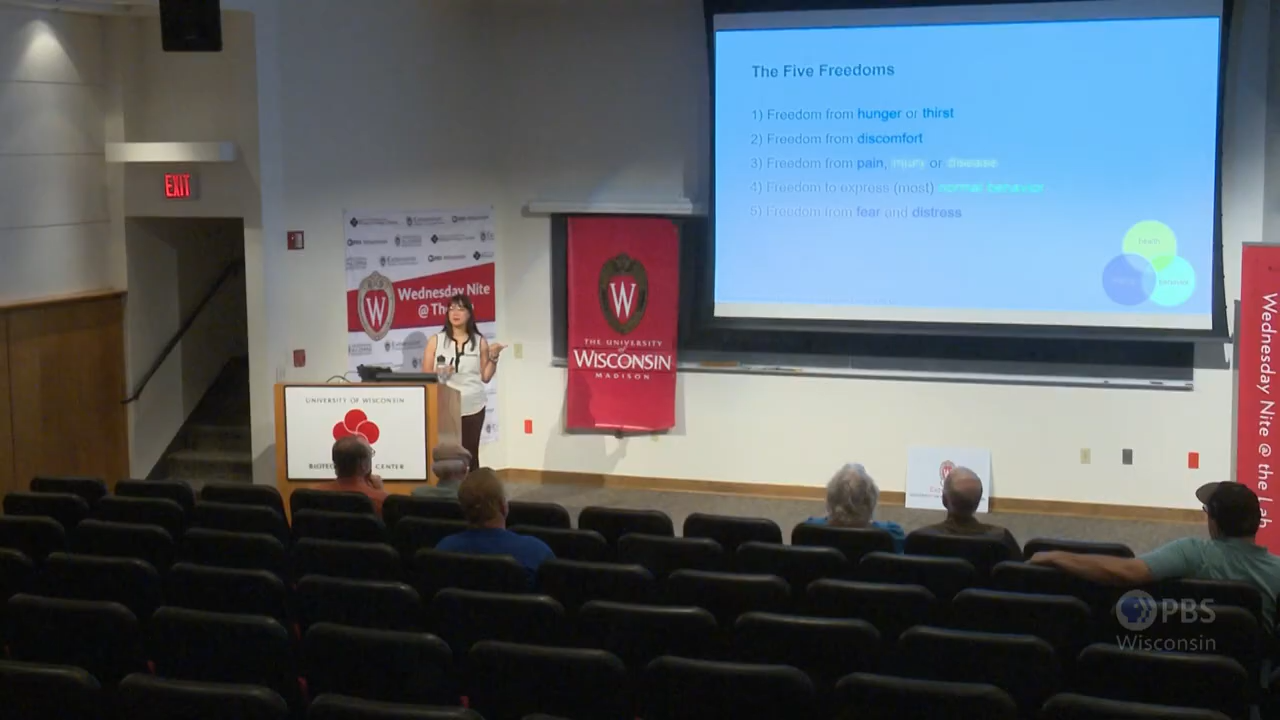 The Five Freedoms
1) Freedom from hunger or thirst
2) Freedom from discomfort
3) Freedom from pain, injury or disease
4) Freedom to express (most) normal behavior
5) Freedom from fear and distress
EXIT
Wednesday Nite
@ The
W
W
THE UNIVERSITY
of
WISCONSIN
MADISON
UNIVERSITY OF WISCONSIN
CENTER
Wednesday Nite @ the Lab
PBS
Wisconsin